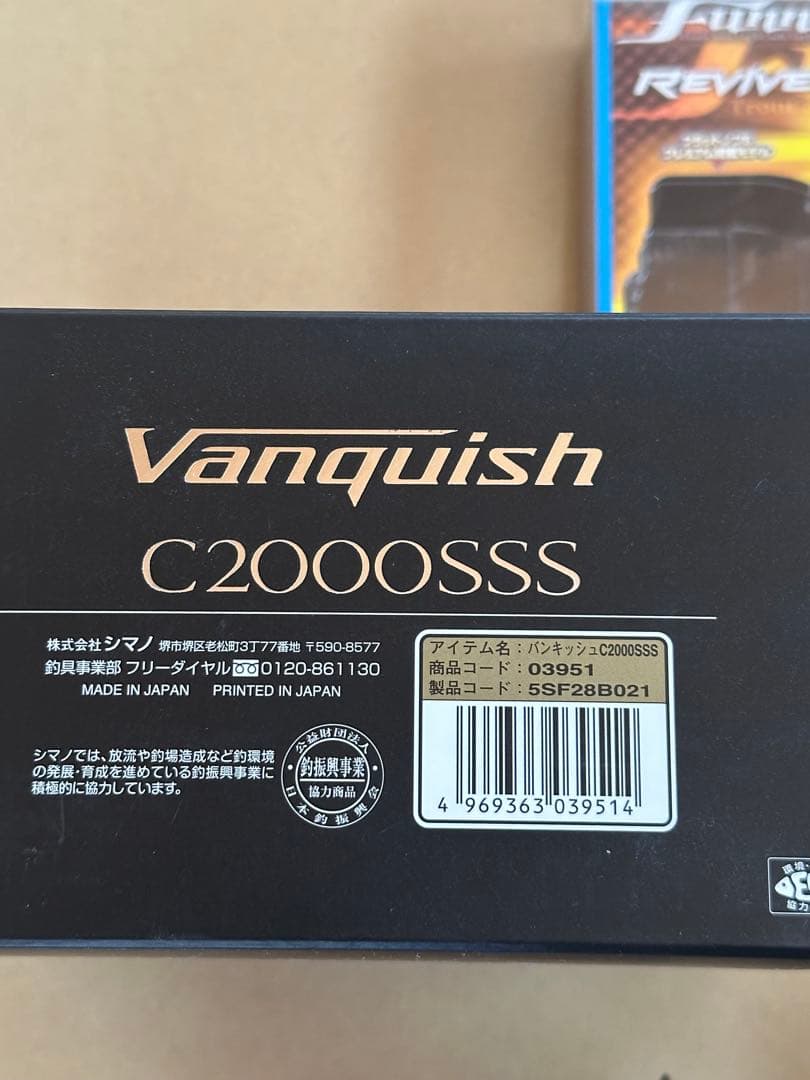 REVIVE
Vanquish
C2000SSS
株式会社 シマノ 堺市堺区老松町3丁77番地 〒590-8577
釣具事業部 フリーダイヤル 0120-861130
MADE IN JAPAN PRINTED IN JAPAN
シマノでは、放流や釣場造成など釣環境
の発展・育成を進めている釣振興事業に
積極的に協力しています。
公益財団法人
釣振興事業
協力商品
日本釣振興会
アイテム名：バンキッシュC2000SSS
商品コード：03951
製品コード：5SF28B021
4 969363 039514
環境・
協力